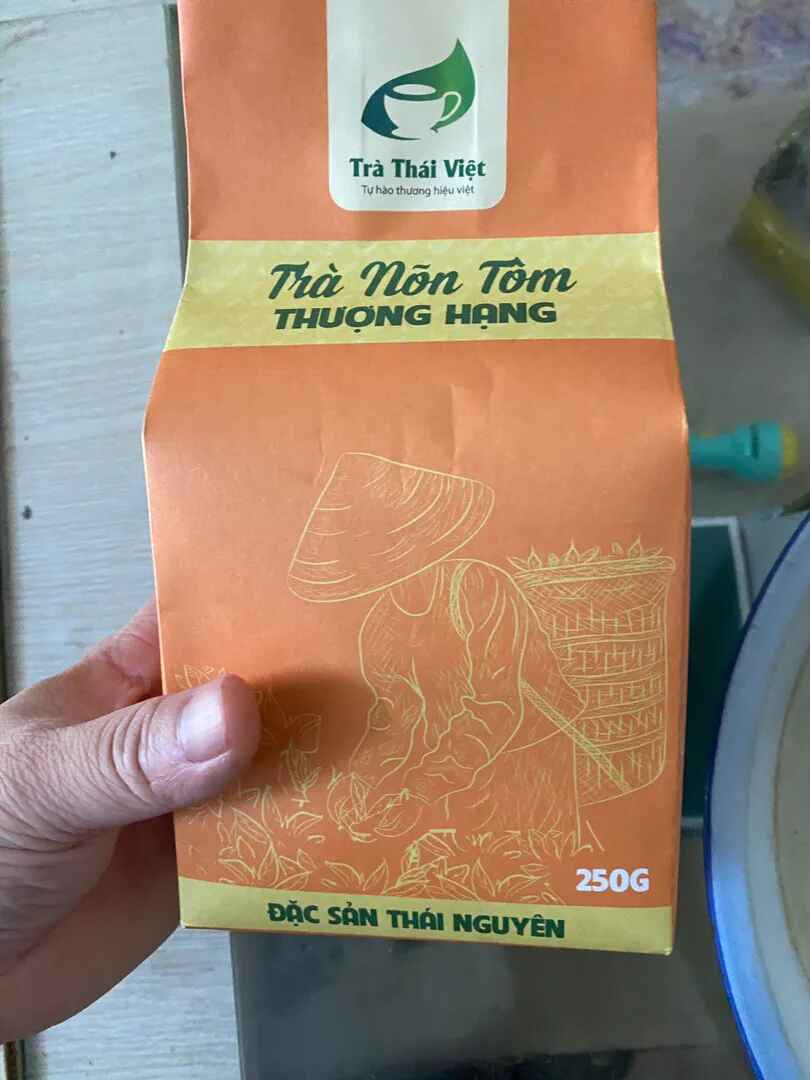 Trà Thái Việt
Tự hào thương hiệu việt
Trà Nõn Tôm
THƯỢNG HẠNG
250G
ĐẶC SẢN THÁI NGUYÊN